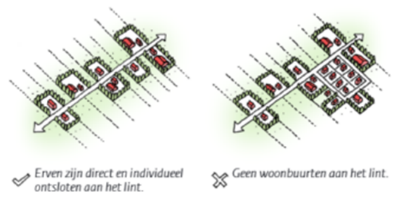 Erven zijn direct en individueel
ontsloten aan het lint.
Geen woonbuurten aan het lint.